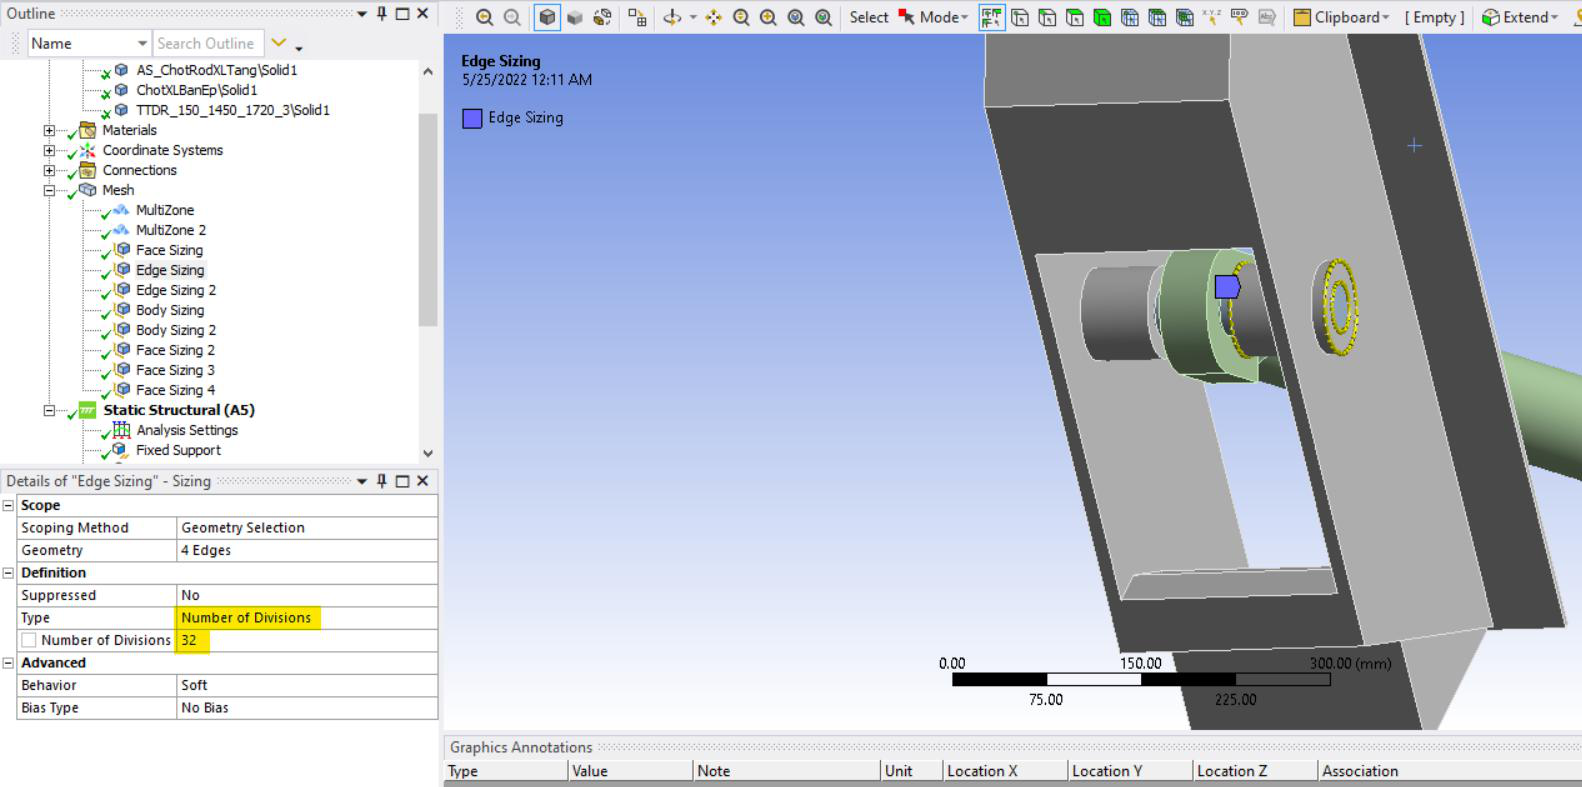 Outline
Name
Search Outline
Select
Mode
Clipboard
[ Empty ]
Extend
AS_ChotRodXLTang\Solid1
ChotXLBanEp\Solid1
TTDR_150_1450_1720_3\Solid1
Materials
Coordinate Systems
Connections
Mesh
MultiZone
MultiZone 2
Face Sizing
Edge Sizing
Edge Sizing 2
Body Sizing
Body Sizing 2
Face Sizing 2
Face Sizing 3
Face Sizing 4
Static Structural (A5)
Analysis Settings
Fixed Support
Details of "Edge Sizing" - Sizing
Scope
Scoping Method Geometry Selection
Geometry 4 Edges
Definition
Suppressed No
Type Number of Divisions
Number of Divisions 32
Advanced
Behavior Soft
Bias Type No Bias
Edge Sizing
5/25/2022 12:11 AM
Edge Sizing
0.00 150.00 300.00 (mm)
75.00 225.00
Graphics Annotations
Type Value Note Unit Location X Location Y Location Z Association